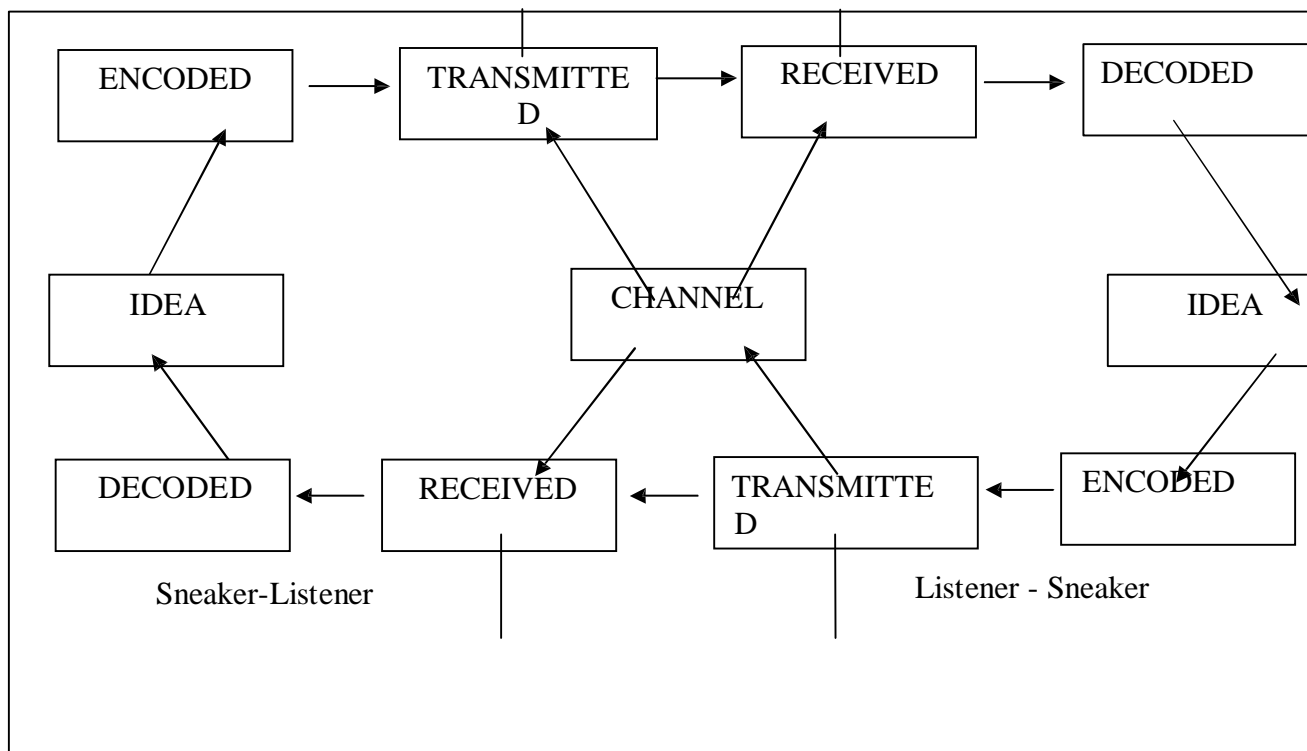 ENCODED
TRANSMITTE
D
RECEIVED
DECODED
IDEA
CHANNEL
IDEA
DECODED
RECEIVED
TRANSMITTE
D
ENCODED
Sneaker-Listener
Listener - Sneaker